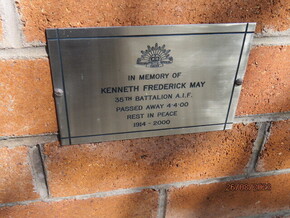 IN MEMORY OF
KENNETH FREDERICK MAY
35TH BATTALION A.I.F.
PASSED AWAY 4·4·00
REST IN PEACE
1914 - 2000